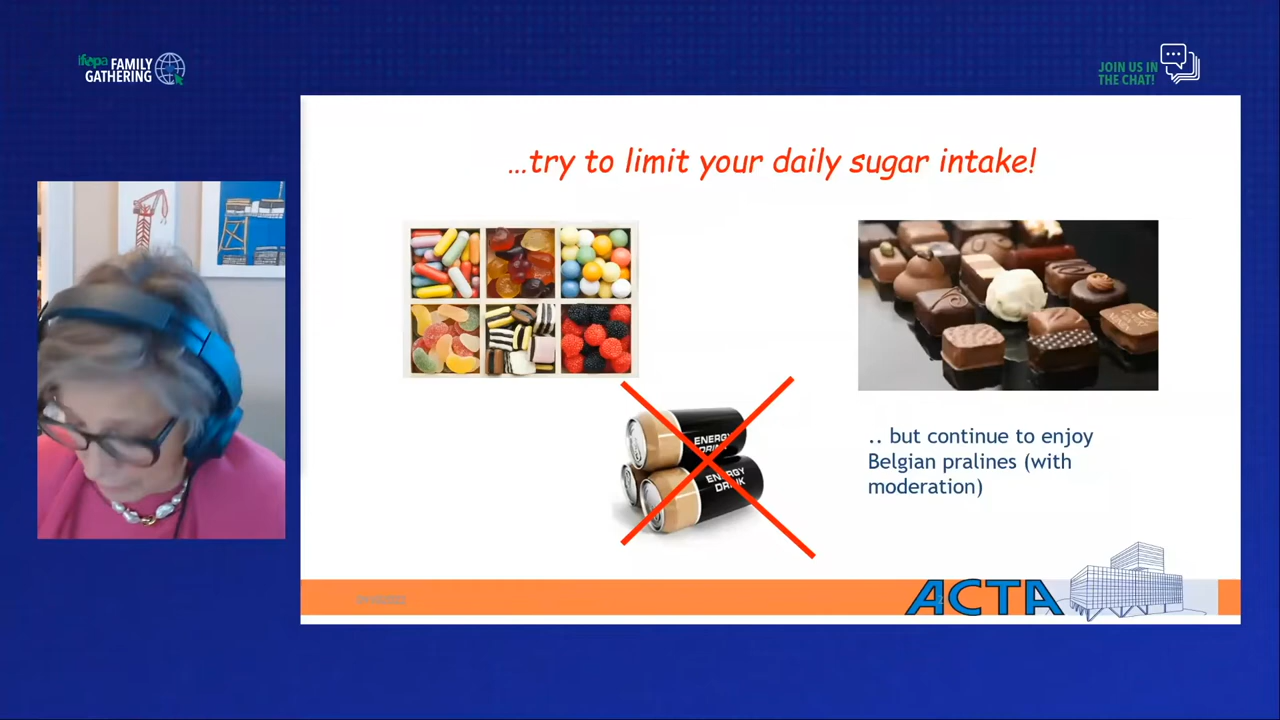 ifopa FAMILY
GATHERING
JOIN US IN
THE CHAT!
...try to limit your daily sugar intake!
ENERGY
DRINK
ENERGY
DRINK
.. but continue to enjoy
Belgian pralines (with
moderation)
ACTA